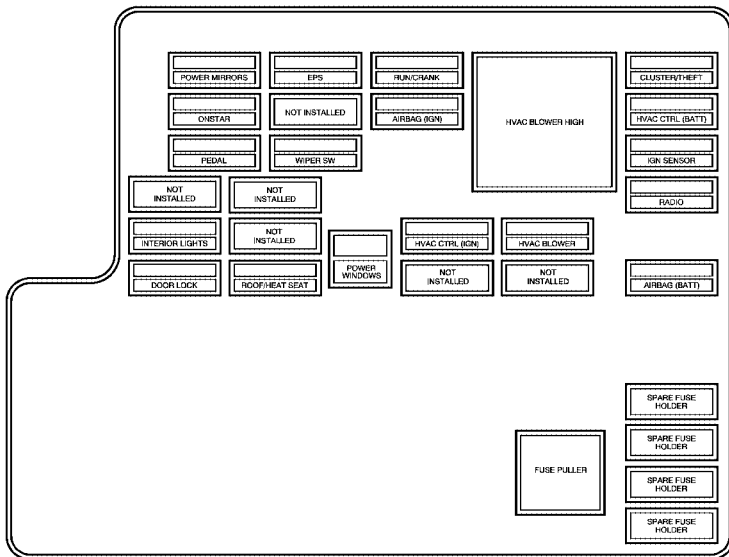 POWER MIRRORS
EPS
RUN/CRANK
CLUSTER/THEFT
ONSTAR
NOT INSTALLED
AIRBAG (IGN)
HVAC BLOWER HIGH
HVAC CTRL (BATT)
PEDAL
WIPER SW
IGN SENSOR
NOT
INSTALLED
NOT
INSTALLED
RADIO
INTERIOR LIGHTS
NOT
INSTALLED
POWER
WINDOWS
HVAC CTRL (IGN)
HVAC BLOWER
DOOR LOCK
ROOF/HEAT SEAT
NOT
INSTALLED
NOT
INSTALLED
AIRBAG (BATT)
SPARE FUSE
HOLDER
SPARE FUSE
HOLDER
FUSE PULLER
SPARE FUSE
HOLDER
SPARE FUSE
HOLDER